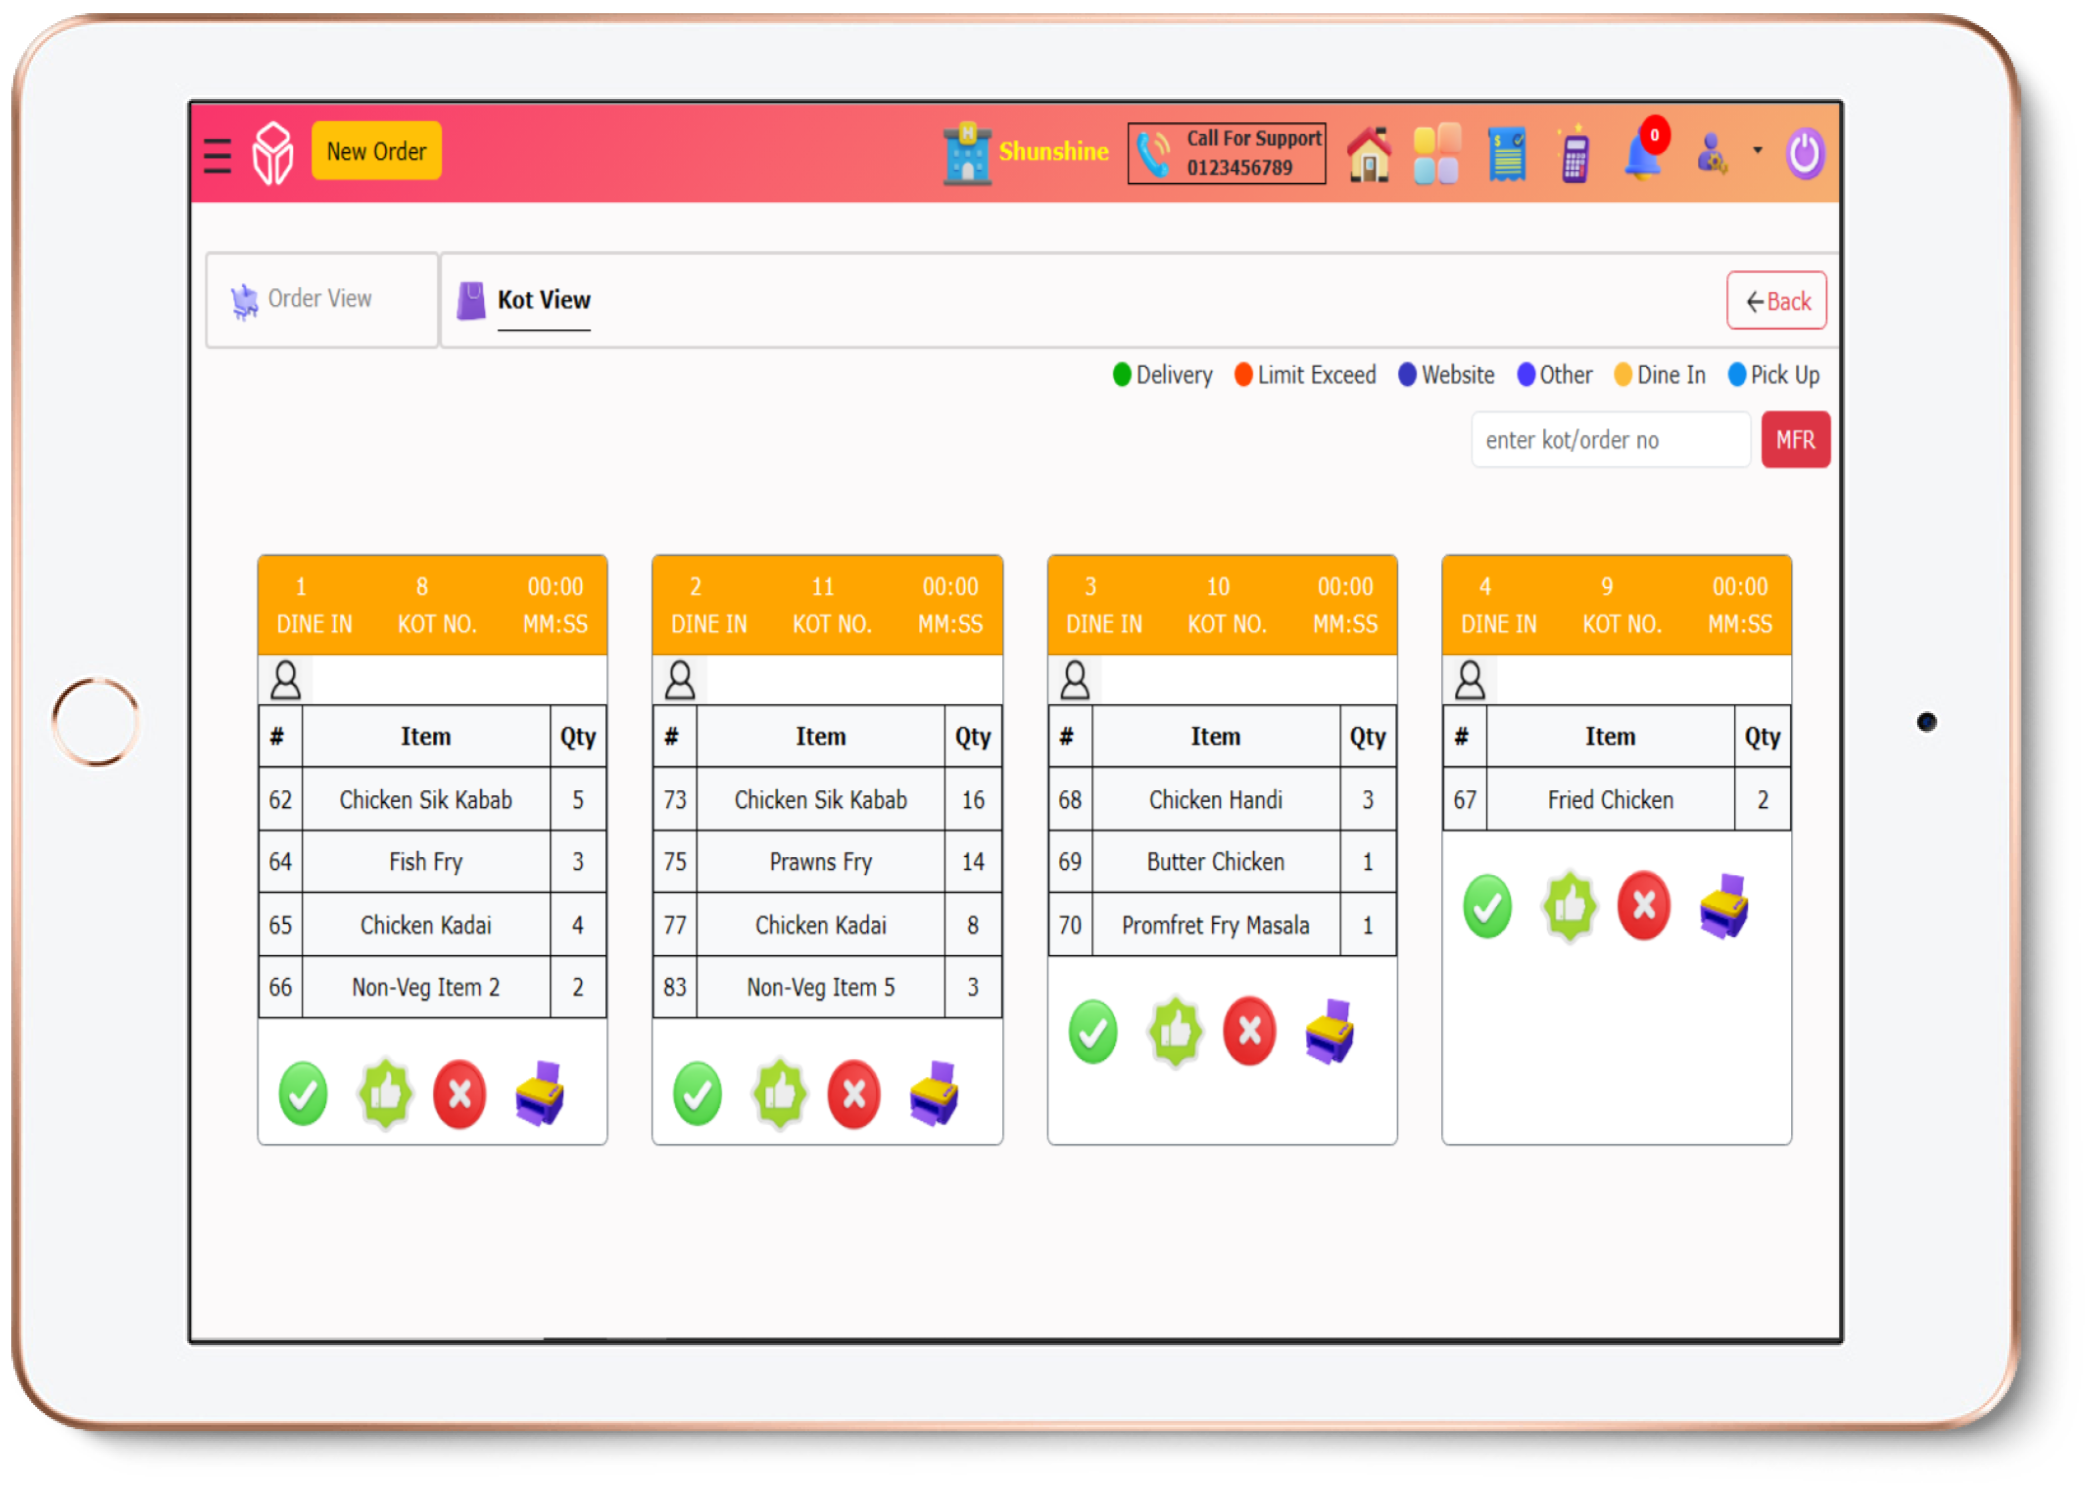 New Order
Shunshine
Call For Support
0123456789
0
Order View
Kot View
Back
Delivery Limit Exceed Website Other Dine In Pick Up
enter kot/order no
MFR
1 8 00:00
DINE IN KOT NO. MM:SS
# Item Qty
62 Chicken Sik Kabab 5
64 Fish Fry 3
65 Chicken Kadai 4
66 Non-Veg Item 2 2
2 11 00:00
DINE IN KOT NO. MM:SS
# Item Qty
73 Chicken Sik Kabab 16
75 Prawns Fry 14
77 Chicken Kadai 8
83 Non-Veg Item 5 3
3 10 00:00
DINE IN KOT NO. MM:SS
# Item Qty
68 Chicken Handi 3
69 Butter Chicken 1
70 Promfret Fry Masala 1
4 9 00:00
DINE IN KOT NO. MM:SS
# Item Qty
67 Fried Chicken 2